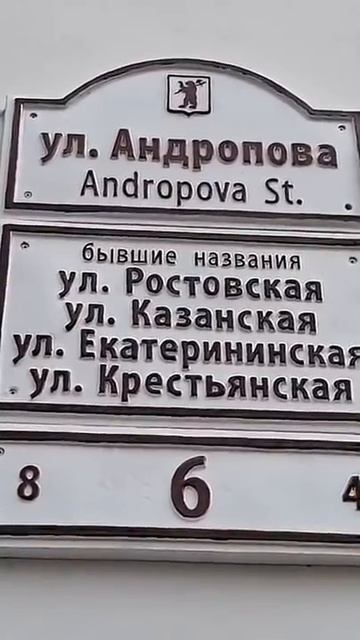 ул. Андропова
Andropova St.
бывшие названия
ул. Ростовская
ул. Казанская
ул. Екатерининская
ул. Крестьянская
8 6 4